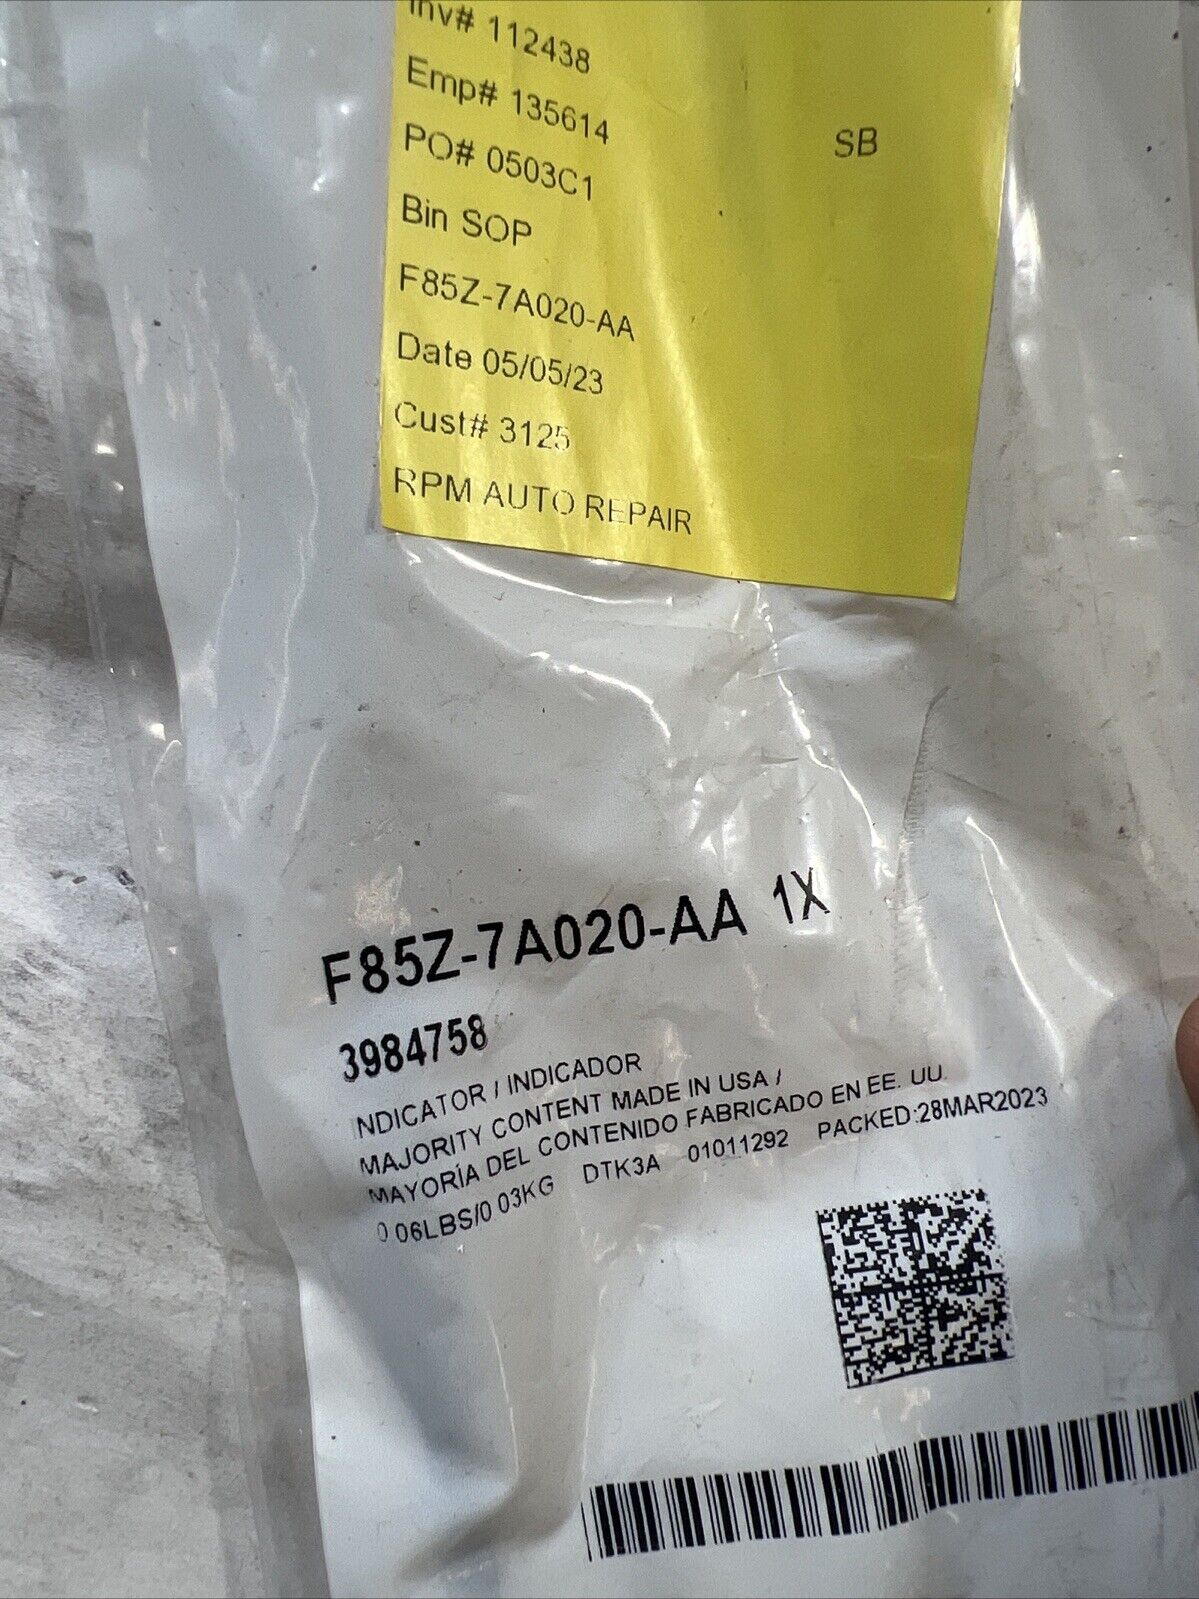 Inv# 112438
Emp# 135614
SB
PO# 0503C1
Bin SOP
F85Z-7A020-AA
Date 05/05/23
Cust# 3125
RPM AUTO REPAIR
F85Z-7A020-AA 1X
3984758
INDICATOR / INDICADOR
MAJORITY CONTENT MADE IN USA /
MAYORÍA DEL CONTENIDO FABRICADO EN EE. UU.
0.06LBS/0.03KG DTK3A 01011292 PACKED:28MAR2023